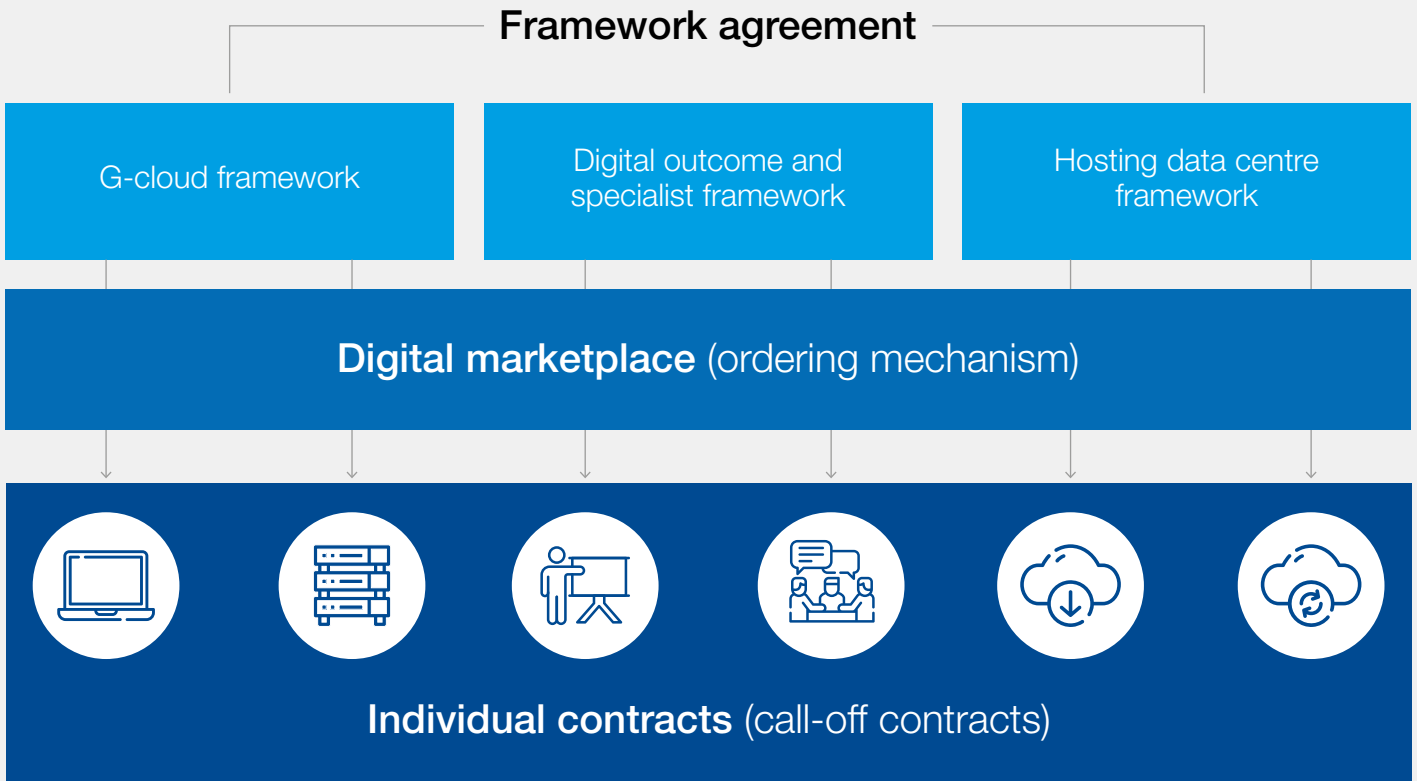 Framework agreement
G-cloud framework
Digital outcome and
specialist framework
Hosting data centre
framework
Digital marketplace (ordering mechanism)
Individual contracts (call-off contracts)